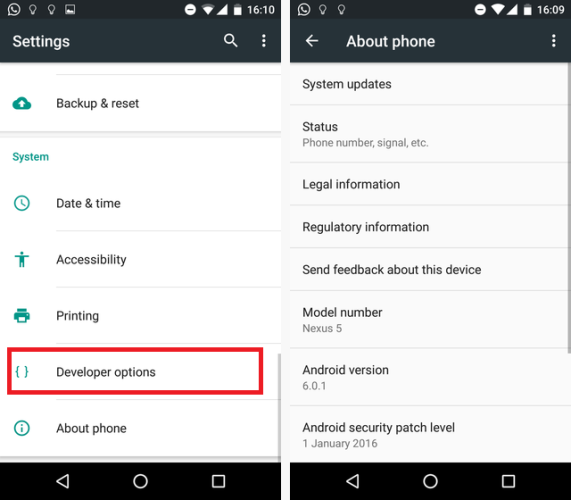 16:10
Settings
Backup & reset
System
Date & time
Accessibility
Printing
{ } Developer options
About phone
16:09
About phone
System updates
Status
Phone number, signal, etc.
Legal information
Regulatory information
Send feedback about this device
Model number
Nexus 5
Android version
6.0.1
Android security patch level
1 January 2016